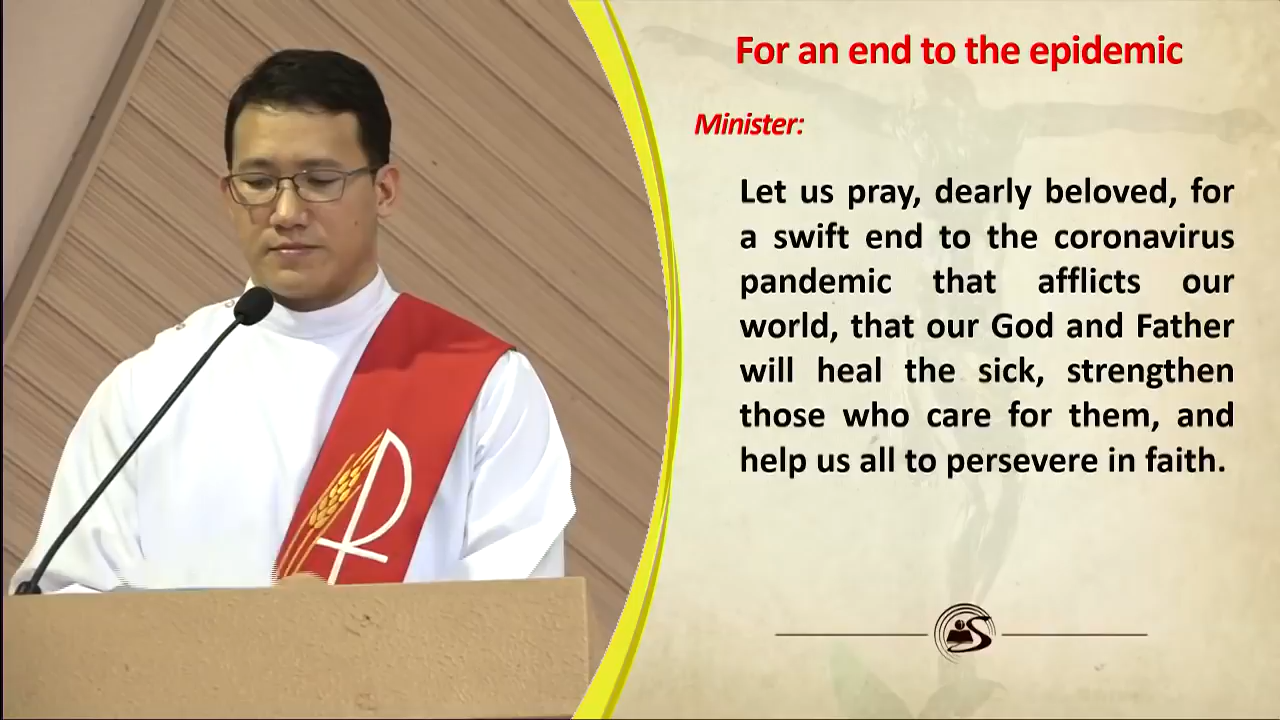 For an end to the epidemic
Minister:
Let us pray, dearly beloved, for
a swift end to the coronavirus
pandemic that afflicts our
world, that our God and Father
will heal the sick, strengthen
those who care for them, and
help us all to persevere in faith.